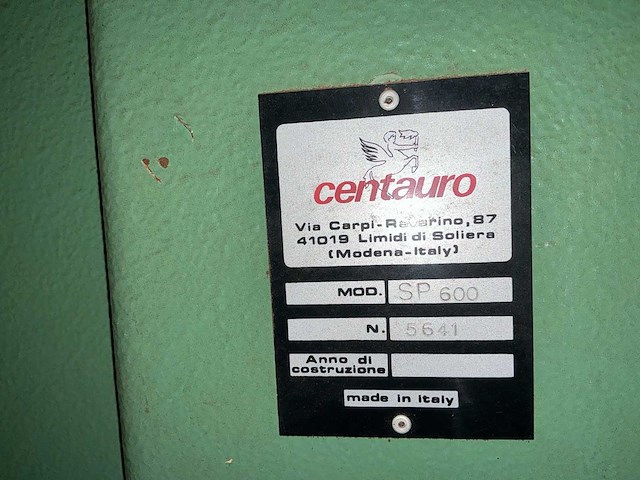 centauro
Via Carpi-Ravarino,87
41019 Limidi di Soliera
(Modena-Italy)
MOD. SP 600
N. 5641
Anno di
costruzione
made in italy